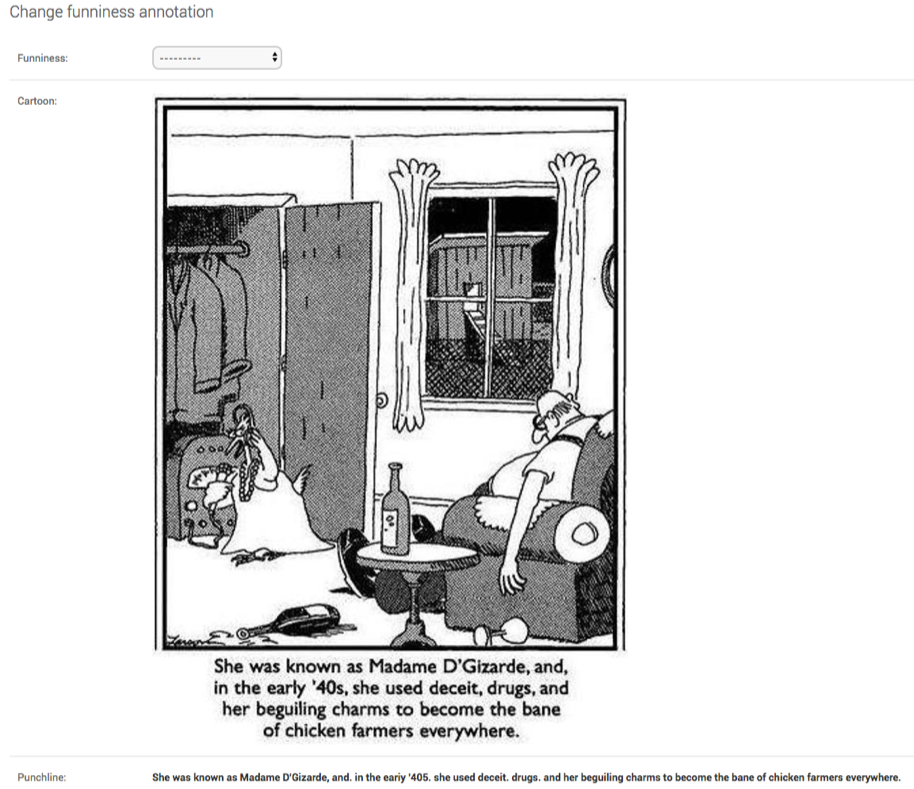 Change funniness annotation
Funniness:
---------
Cartoon:
Larson
She was known as Madame D'Gizarde, and,
in the early '40s, she used deceit, drugs, and
her beguiling charms to become the bane
of chicken farmers everywhere.
Punchline: She was known as Madame D'Gizarde, and. in the eariy '405. she used deceit. drugs. and her beguiling charms to become the bane of chicken farmers everywhere.